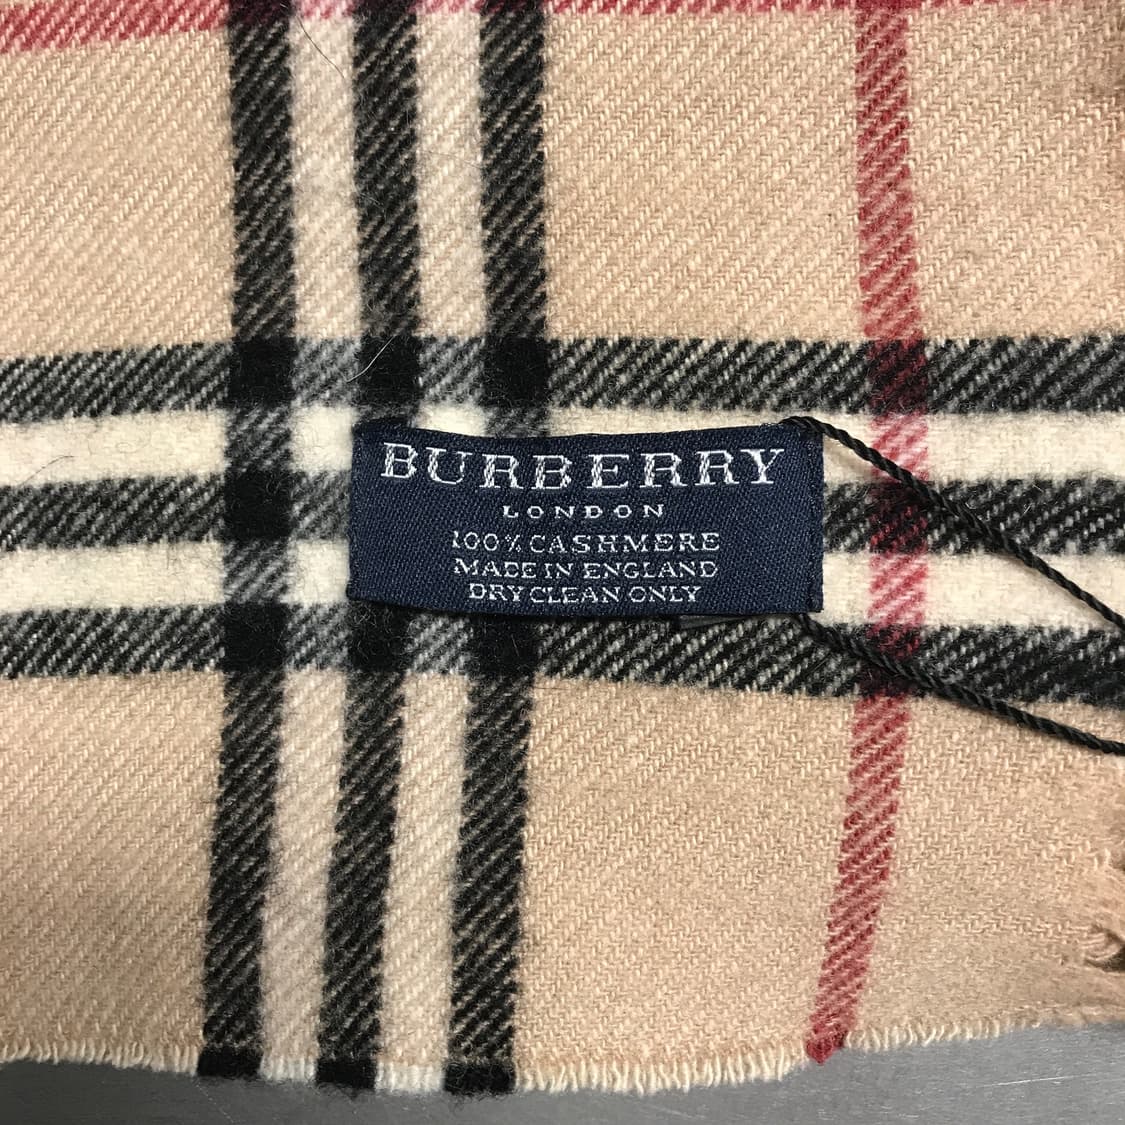 BURBERRY
LONDON
100% CASHMERE
MADE IN ENGLAND
DRY CLEAN ONLY